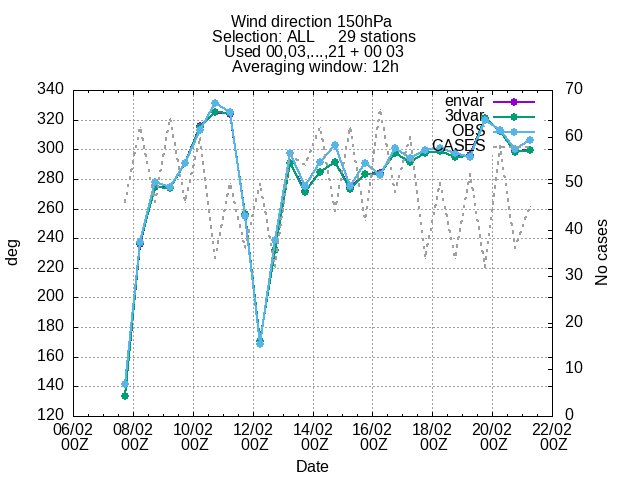 Wind direction 150hPa
Selection: ALL 29 stations
Used 00,03,...,21 + 00 03
Averaging window: 12h
340
320
300
280
260
240
220
200
180
160
140
120
deg
70
60
50
40
30
20
10
0
No cases
envar
3dvar
OBS
CASES
06/02 08/02 10/02 12/02 14/02 16/02 18/02 20/02 22/02
00Z 00Z 00Z 00Z 00Z 00Z 00Z 00Z 00Z
Date